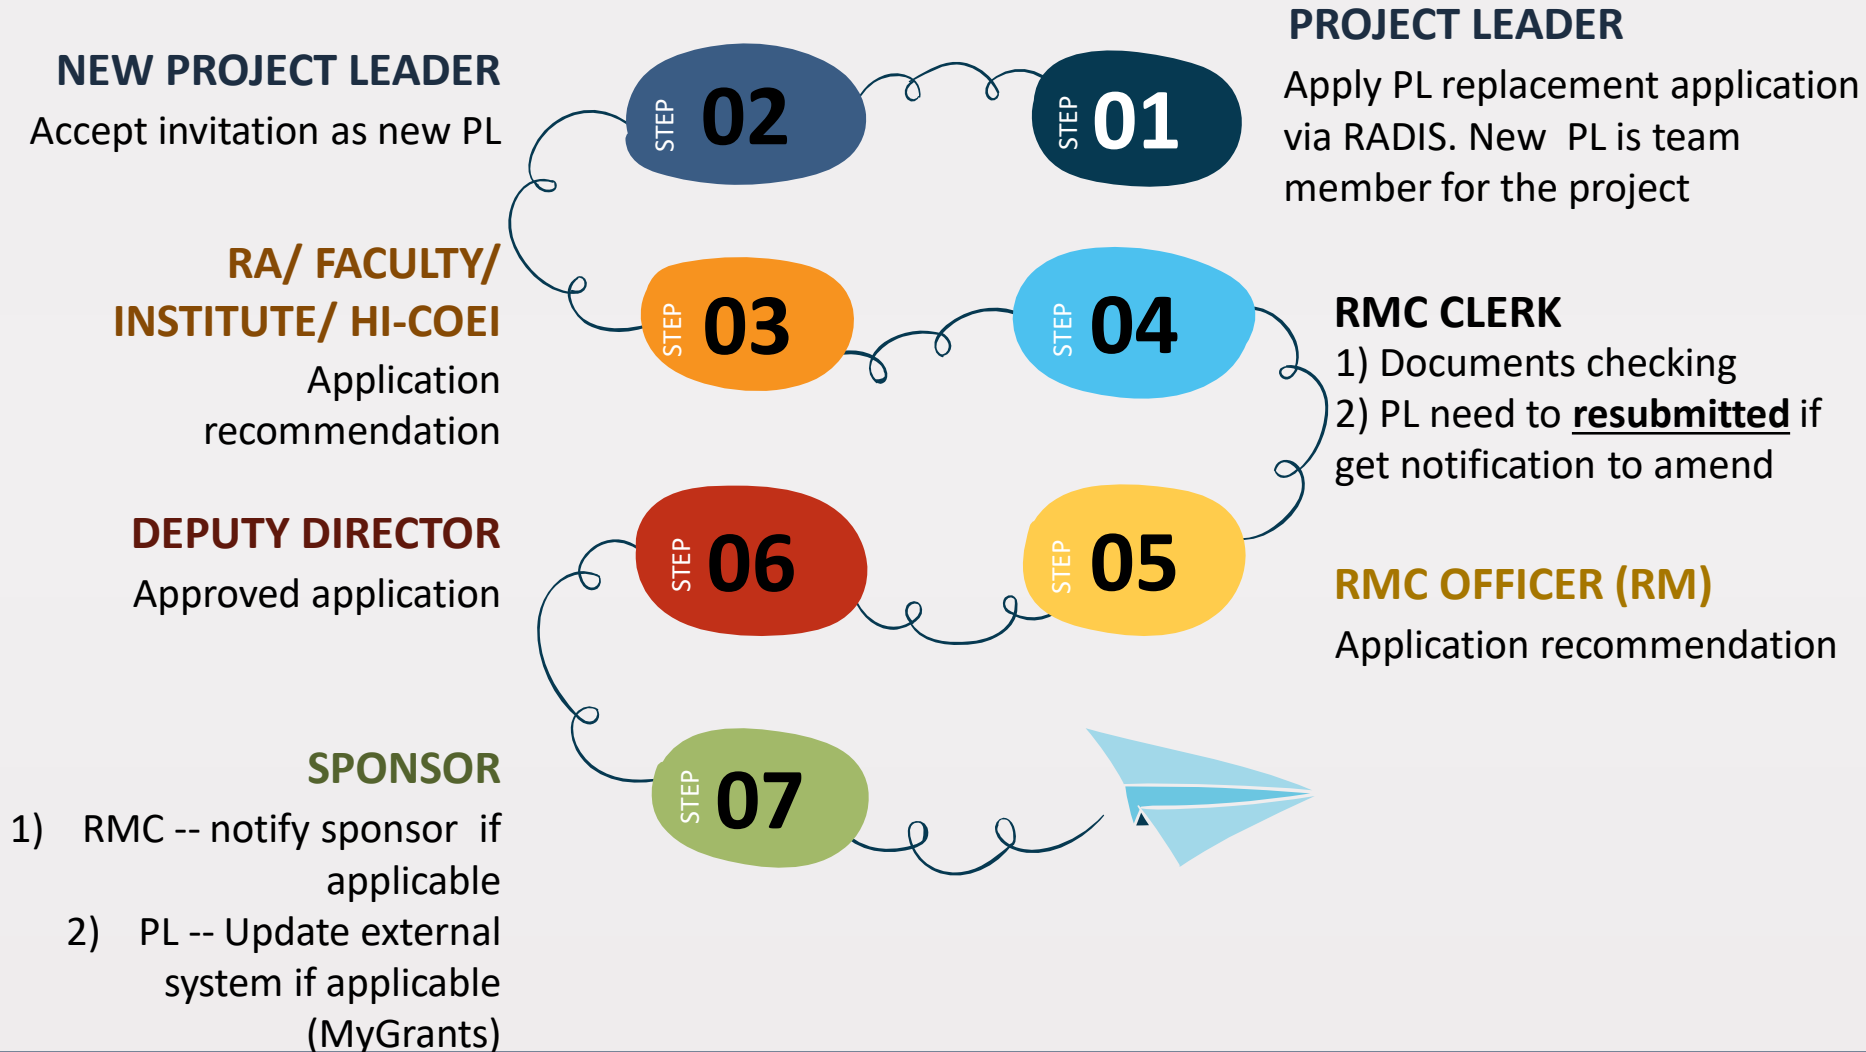 PROJECT LEADER
Apply PL replacement application
via RADIS. New PL is team
member for the project
STEP 01
NEW PROJECT LEADER
Accept invitation as new PL
STEP 02
RA/ FACULTY/
INSTITUTE/ HI-COEI
Application
recommendation
STEP 03
STEP 04
RMC CLERK
1) Documents checking
2) PL need to resubmitted if
get notification to amend
STEP 05
RMC OFFICER (RM)
Application recommendation
DEPUTY DIRECTOR
Approved application
STEP 06
SPONSOR
1) RMC -- notify sponsor if
applicable
2) PL -- Update external
system if applicable
(MyGrants)
STEP 07